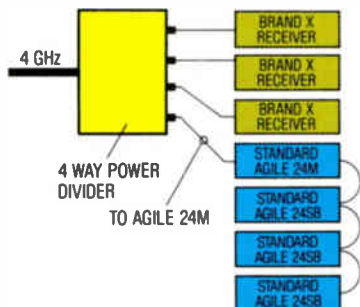 4 GHz
4 WAY POWER
DIVIDER
TO AGILE 24M
BRAND X
RECEIVER
BRAND X
RECEIVER
BRAND X
RECEIVER
STANDARD
AGILE 24M
STANDARD
AGILE 24SB
STANDARD
AGILE 24SB
STANDARD
AGILE 24SB